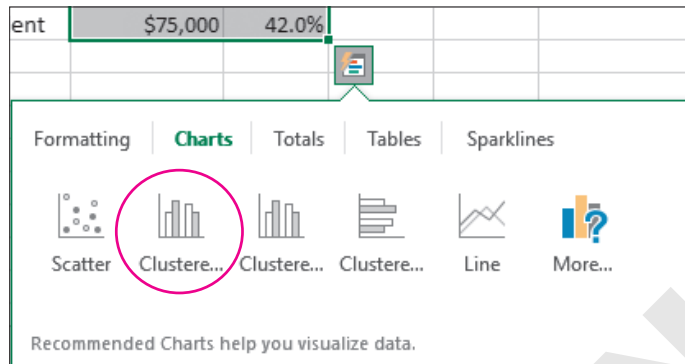 ent $75,000 42.0%
Formatting Charts Totals Tables Sparklines
Scatter Clustere... Clustere... Clustere... Line More...
Recommended Charts help you visualize data.